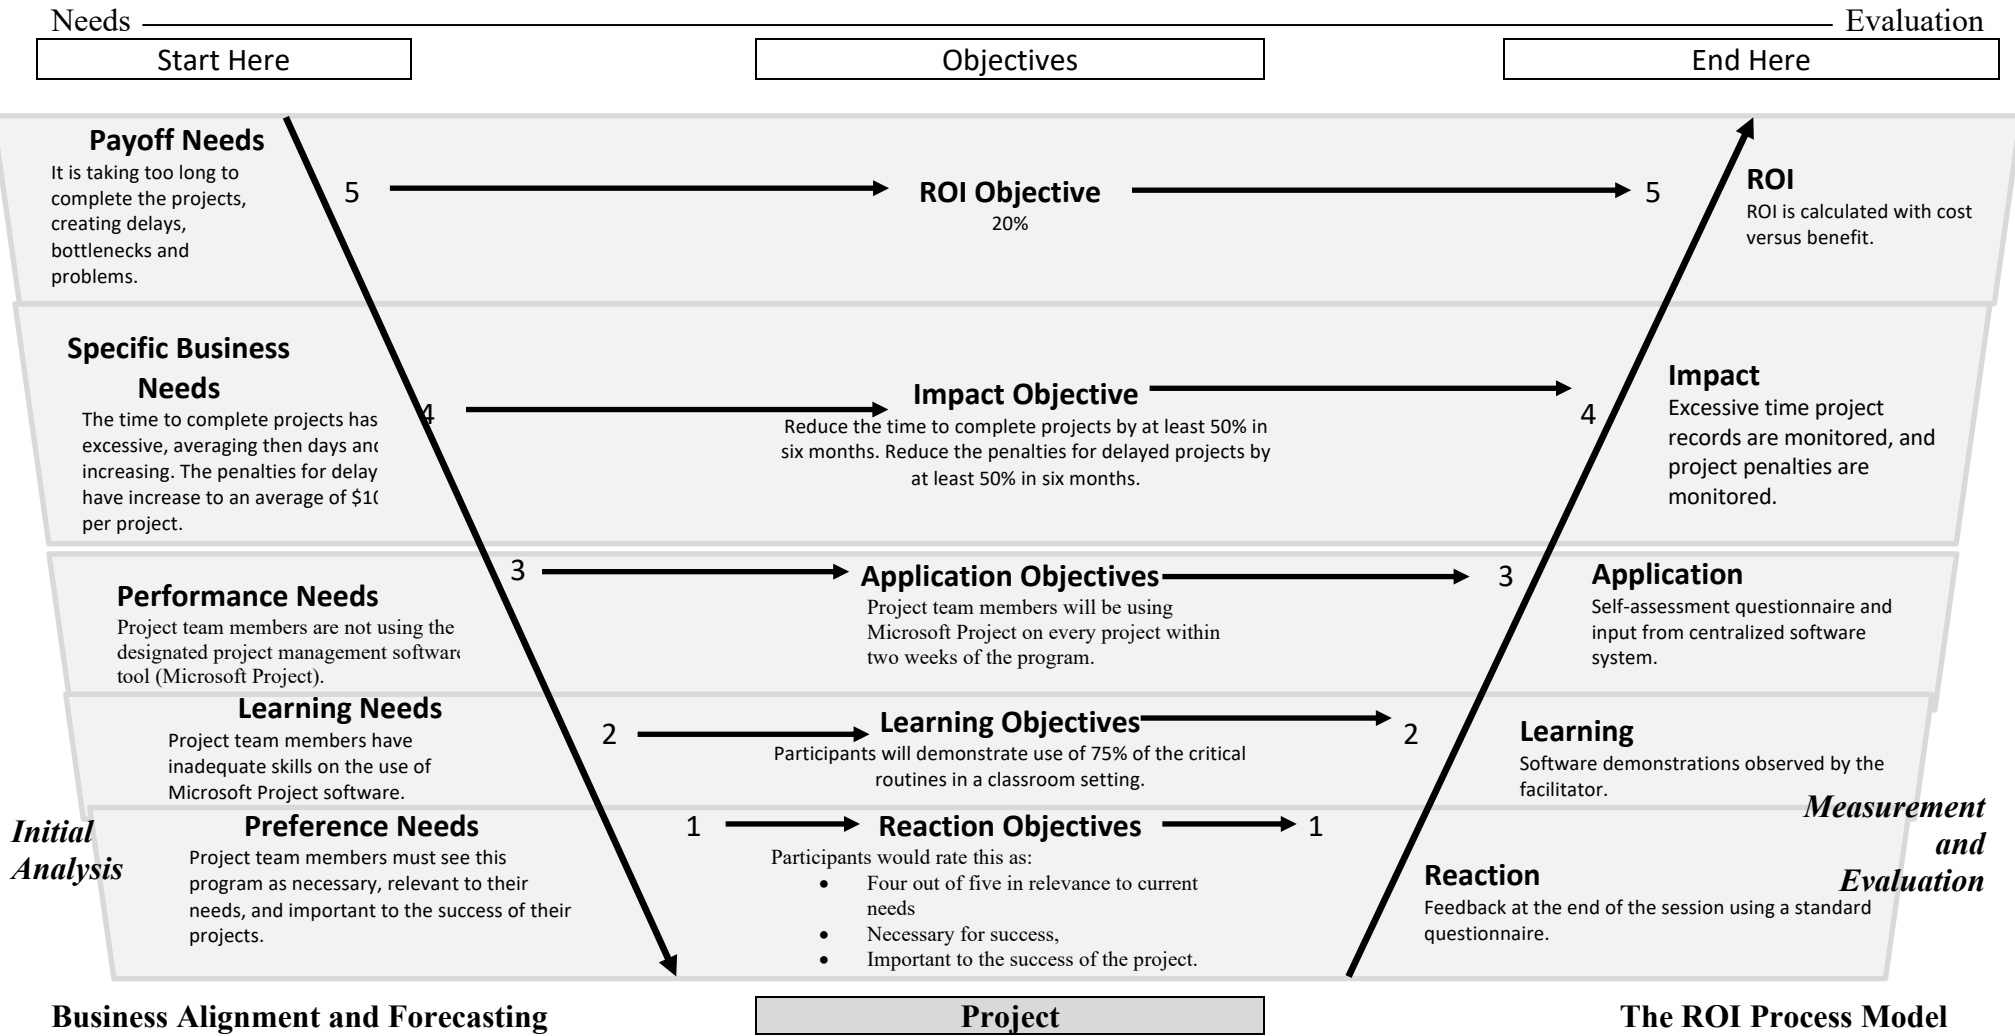 Needs
Evaluation
Start Here
Objectives
End Here
Payoff Needs
It is taking too long to
complete the projects,
creating delays,
bottlenecks and
problems.
5
ROI Objective
20%
5
ROI
ROI is calculated with cost
versus benefit.
Specific Business
Needs
The time to complete projects has
excessive, averaging then days and
increasing. The penalties for delay
have increase to an average of $10
per project.
4
Impact Objective
Reduce the time to complete projects by at least 50% in
six months. Reduce the penalties for delayed projects by
at least 50% in six months.
4
Impact
Excessive time project
records are monitored, and
project penalties are
monitored.
Performance Needs
Project team members are not using the
designated project management software
tool (Microsoft Project).
3
Application Objectives
Project team members will be using
Microsoft Project on every project within
two weeks of the program.
3
Application
Self-assessment questionnaire and
input from centralized software
system.
Learning Needs
Project team members have
inadequate skills on the use of
Microsoft Project software.
2
Learning Objectives
Participants will demonstrate use of 75% of the critical
routines in a classroom setting.
2
Learning
Software demonstrations observed by the
facilitator.
Initial
Analysis
Preference Needs
Project team members must see this
program as necessary, relevant to their
needs, and important to the success of their
projects.
1
Reaction Objectives
Participants would rate this as:
• Four out of five in relevance to current
needs
• Necessary for success,
• Important to the success of the project.
1
Reaction
Feedback at the end of the session using a standard
questionnaire.
Measurement
and
Evaluation
Business Alignment and Forecasting
Project
The ROI Process Model